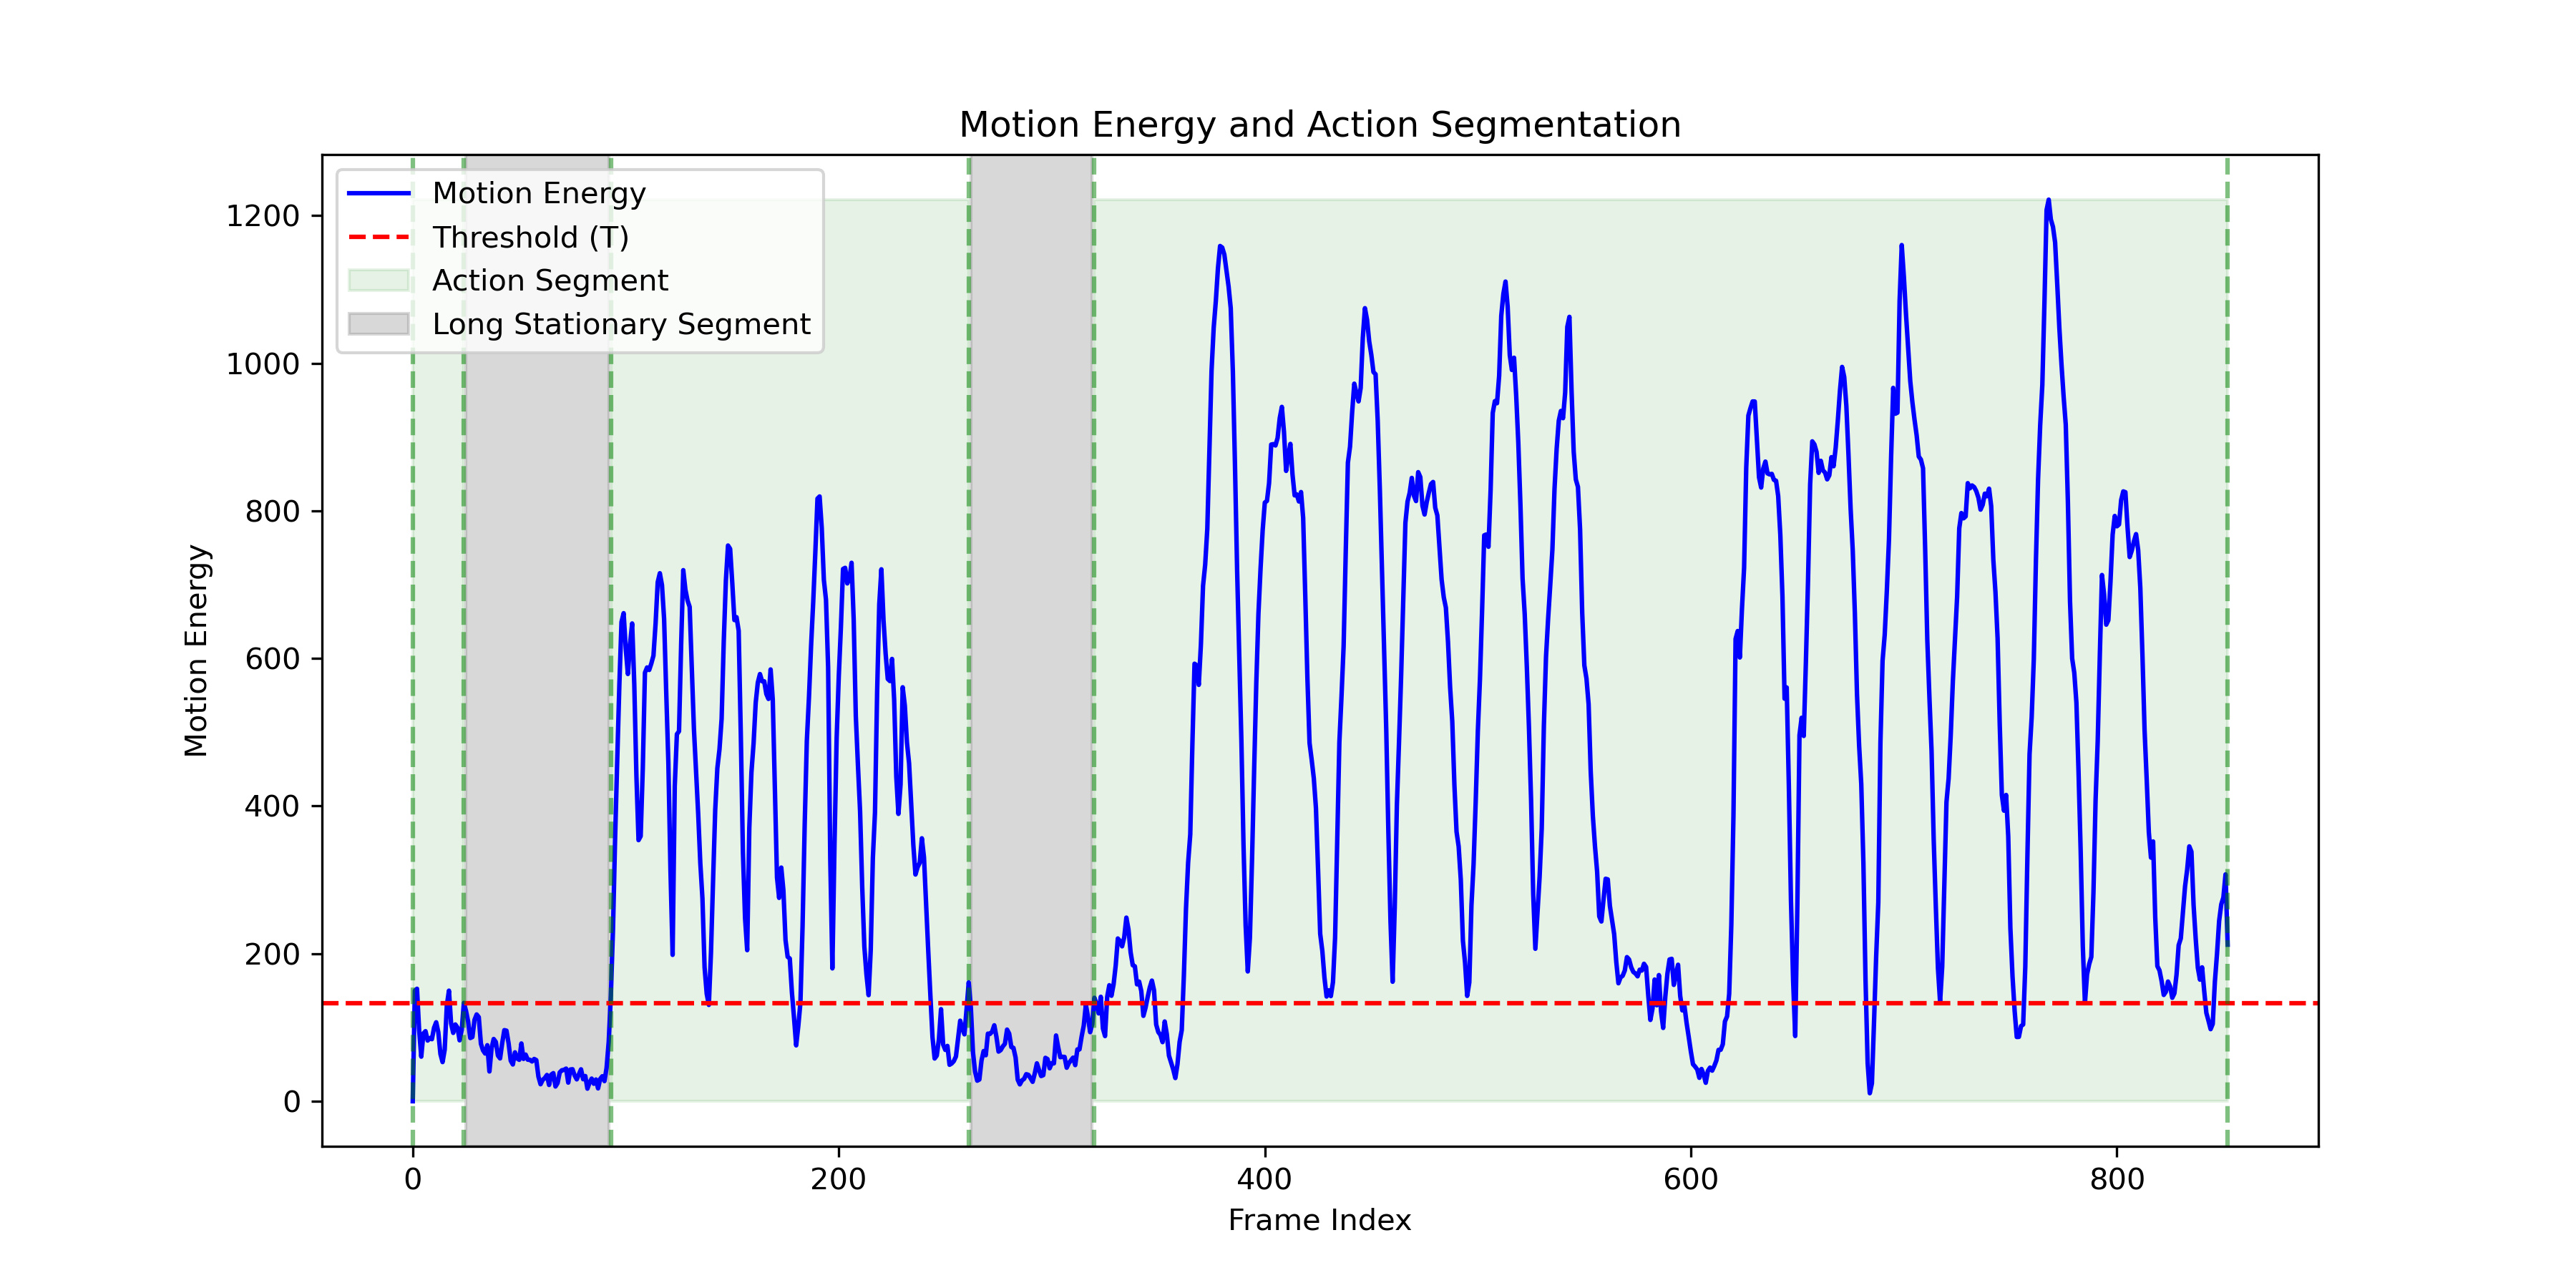 Motion Energy and Action Segmentation
Motion Energy
Threshold (T)
Action Segment
Long Stationary Segment
1200
1000
800
600
400
200
0
Motion Energy
0 200 400 600 800
Frame Index